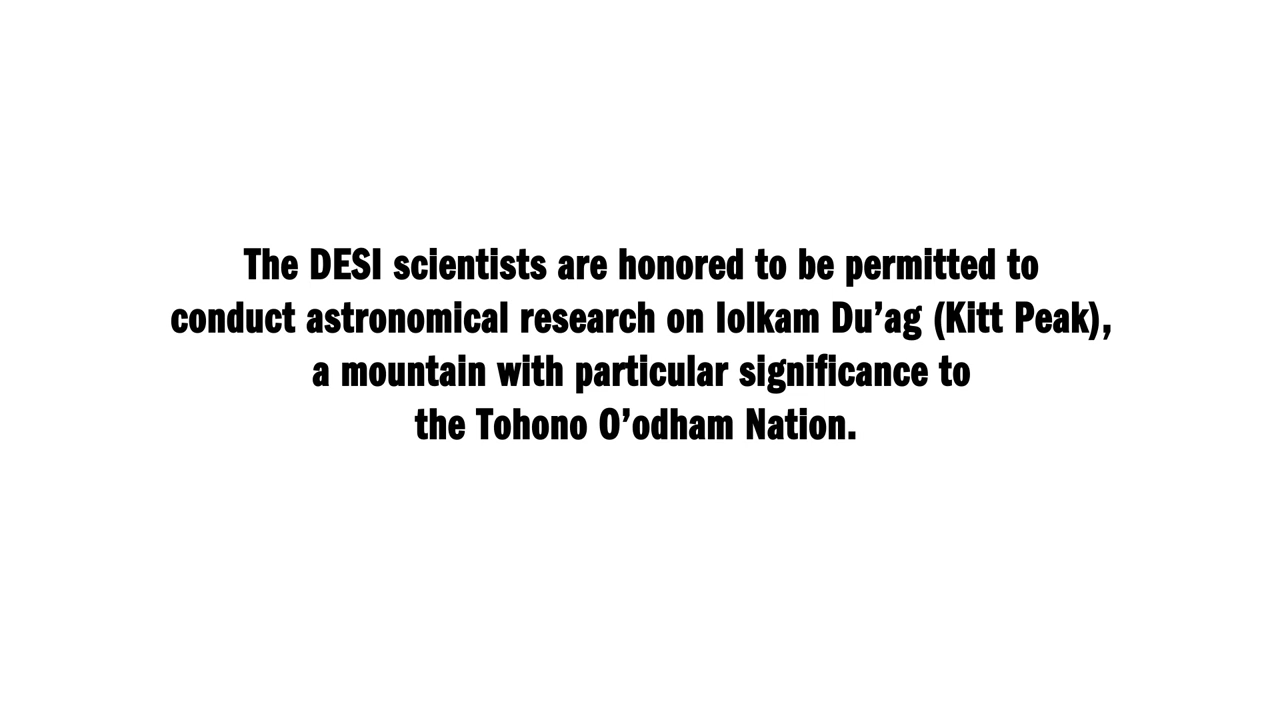 The DESI scientists are honored to be permitted to
conduct astronomical research on Iolkam Du’ag (Kitt Peak),
a mountain with particular significance to
the Tohono O’odham Nation.